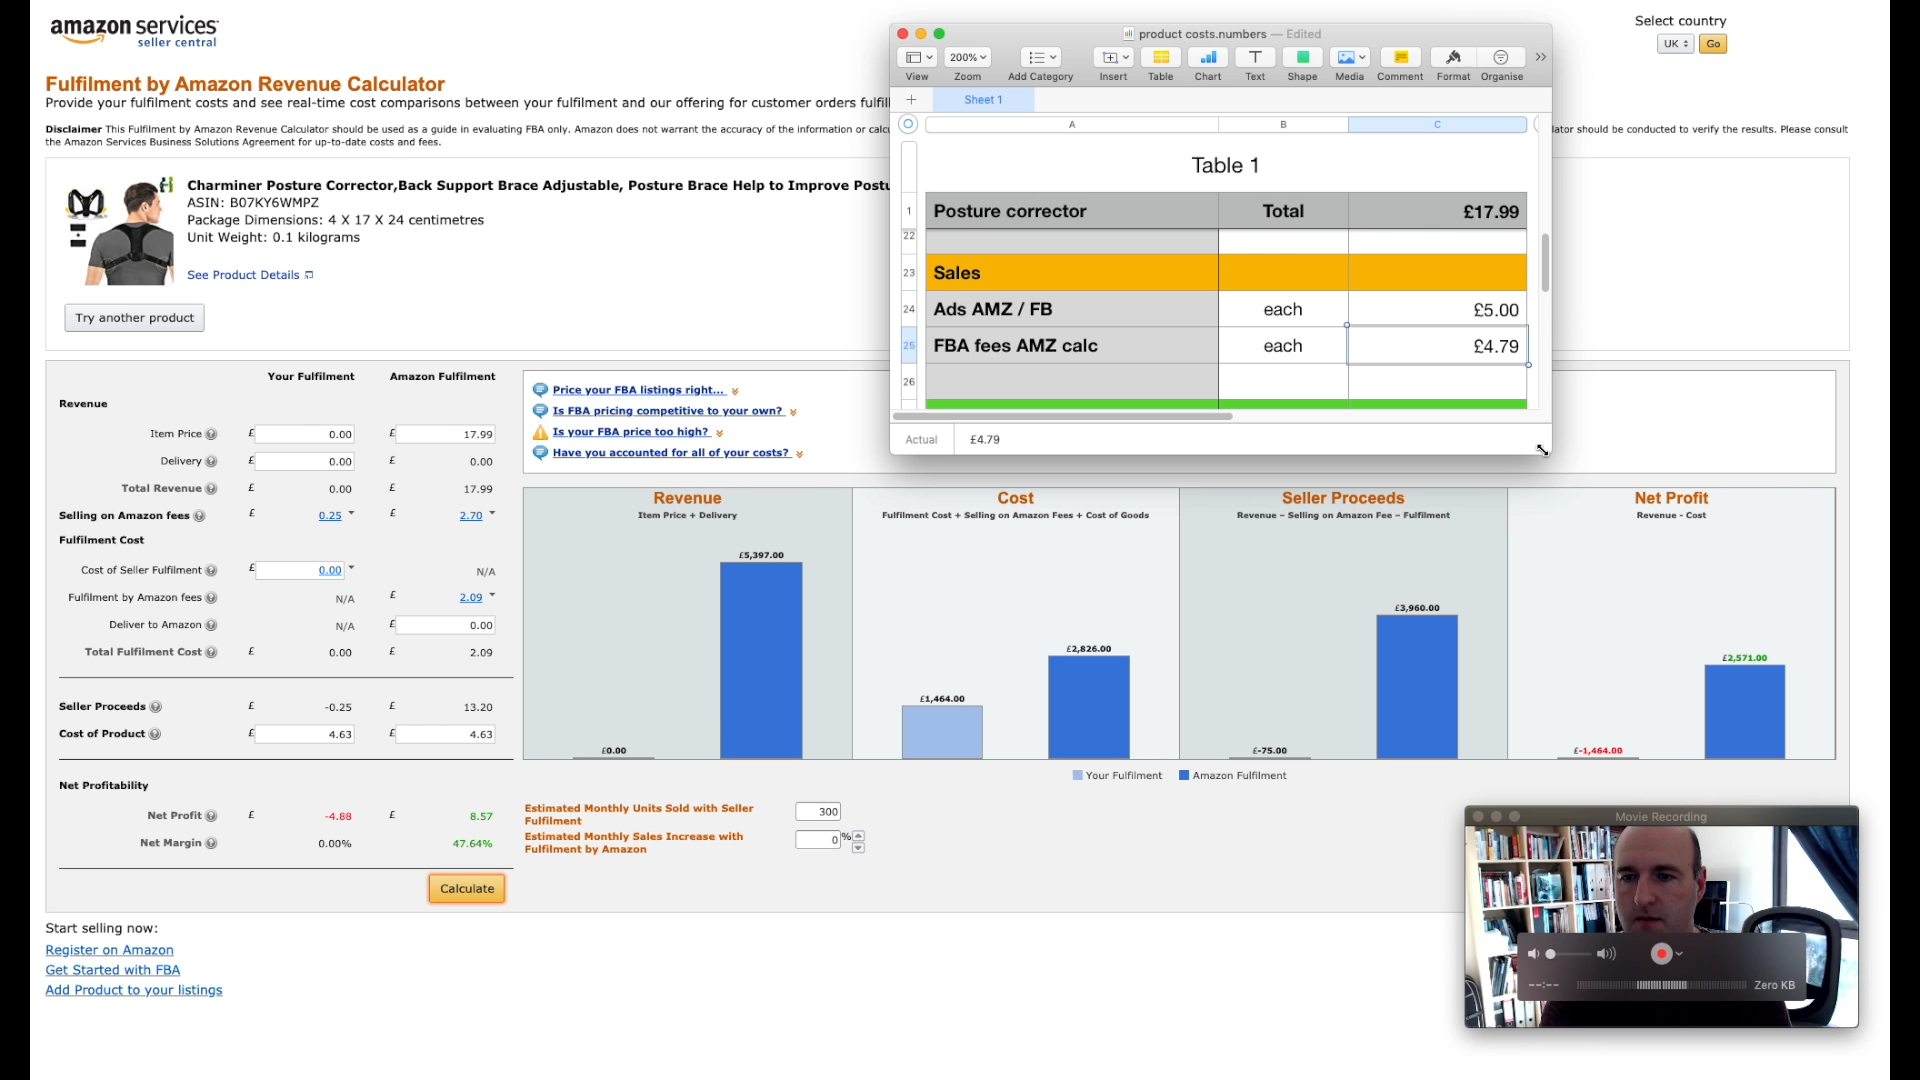 amazon services
seller central
Select country
UK
Go
Fulfilment by Amazon Revenue Calculator
Provide your fulfilment costs and see real-time cost comparisons between your fulfilment and our offering for customer orders fulfil
Disclaimer This Fulfilment by Amazon Revenue Calculator should be used as a guide in evaluating FBA only. Amazon does not warrant the accuracy of the information or calcu
lator should be conducted to verify the results. Please consult
the Amazon Services Business Solutions Agreement for up-to-date costs and fees.
Charminer Posture Corrector,Back Support Brace Adjustable, Posture Brace Help to Improve Postu
ASIN: B07KY6WMPZ
Package Dimensions: 4 X 17 X 24 centimetres
Unit Weight: 0.1 kilograms
See Product Details
Try another product
product costs.numbers — Edited
200%
View Zoom Add Category Insert Table Chart Text Shape Media Comment Format Organise
Sheet 1
A B C
Table 1
1 Posture corrector Total £17.99
22
23 Sales
24 Ads AMZ / FB each £5.00
25 FBA fees AMZ calc each £4.79
26
Actual £4.79
Your Fulfilment Amazon Fulfilment
Revenue
Item Price £ 0.00 £ 17.99
Delivery £ 0.00 £ 0.00
Total Revenue £ 0.00 £ 17.99
Selling on Amazon fees £ 0.25 £ 2.70
Fulfilment Cost
Cost of Seller Fulfilment £ 0.00 N/A
Fulfilment by Amazon fees N/A £ 2.09
Deliver to Amazon N/A £ 0.00
Total Fulfilment Cost £ 0.00 £ 2.09
Seller Proceeds £ -0.25 £ 13.20
Cost of Product £ 4.63 £ 4.63
Net Profitability
Net Profit £ -4.88 £ 8.57
Net Margin 0.00% 47.64%
Calculate
Price your FBA listings right...
Is FBA pricing competitive to your own?
Is your FBA price too high?
Have you accounted for all of your costs?
Revenue
Item Price + Delivery
£5,397.00
£0.00
Cost
Fulfilment Cost + Selling on Amazon Fees + Cost of Goods
£2,826.00
£1,464.00
Seller Proceeds
Revenue - Selling on Amazon Fee - Fulfilment
£3,960.00
£-75.00
Net Profit
Revenue - Cost
£2,571.00
£-1,464.00
Your Fulfilment Amazon Fulfilment
Estimated Monthly Units Sold with Seller
Fulfilment
300
Estimated Monthly Sales Increase with
Fulfilment by Amazon
0 %
Start selling now:
Register on Amazon
Get Started with FBA
Add Product to your listings
Movie Recording
--:--
Zero KB